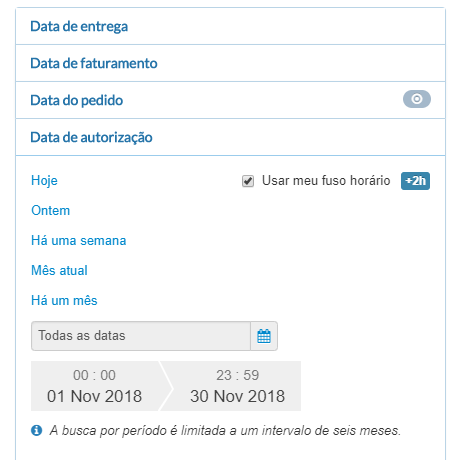 Data de entrega
Data de faturamento
Data do pedido
Data de autorização
Hoje
Usar meu fuso horário +2h
Ontem
Há uma semana
Mês atual
Há um mês
Todas as datas
00 : 00 23 : 59
01 Nov 2018 30 Nov 2018
A busca por período é limitada a um intervalo de seis meses.